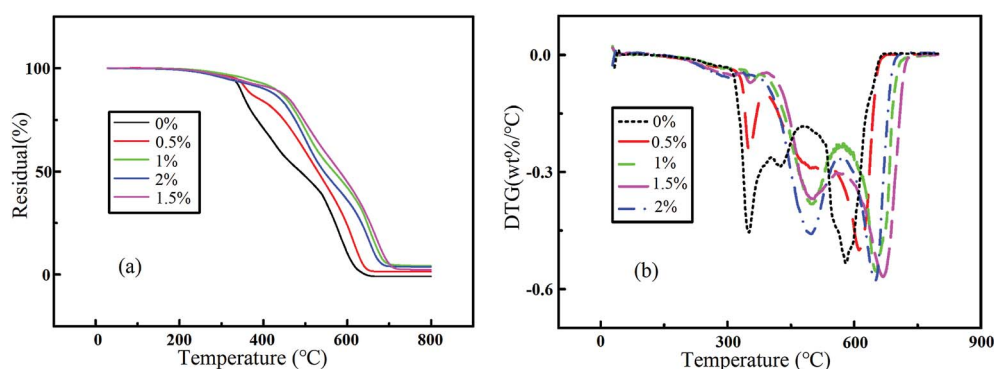 (a)
Residual(%)
100
50
0
0%
0.5%
1%
2%
1.5%
(a)
0 200 400 600 800
Temperature (℃)
(b)
DTG(wt%/℃)
0.0
-0.3
-0.6
0%
0.5%
1%
1.5%
2%
(b)
0 300 600 900
Temperature (℃)